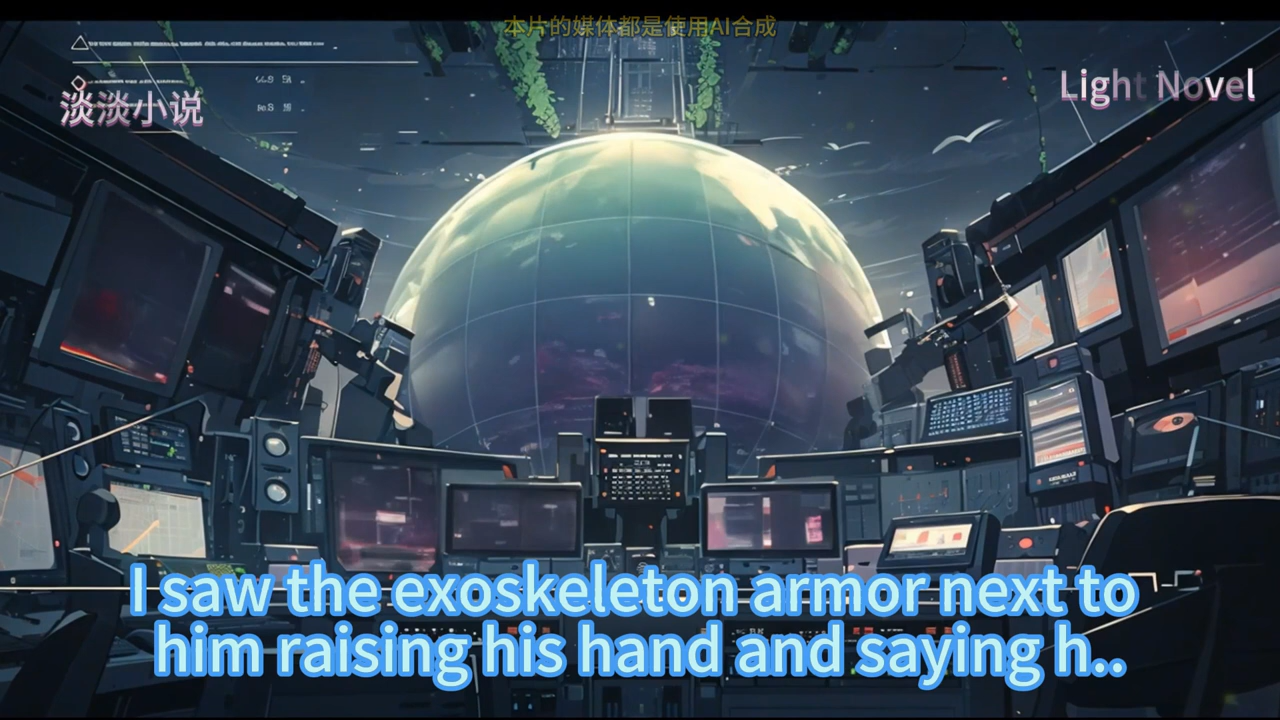 本片的媒体都是使用AI合成
淡淡小说
Light Novel
I saw the exoskeleton armor next to
him raising his hand and saying h..